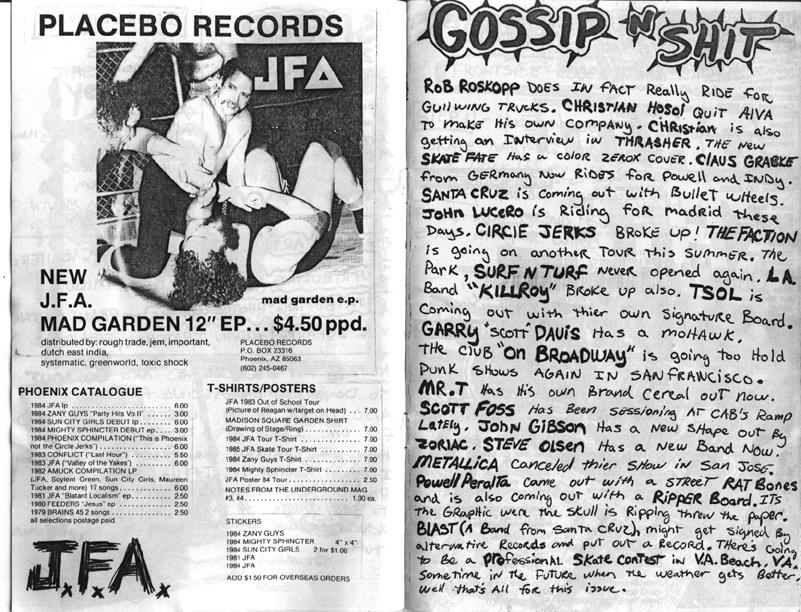 PLACEBO RECORDS
JFA
NEW
J.F.A.
mad garden e.p.
MAD GARDEN 12" EP... $4.50 ppd.
distributed by: rough trade, jem, important,
dutch east india,
systematic, greenworld, toxic shock
PLACEBO RECORDS
P.O. BOX 23316
Phoenix, AZ 85063
(602) 245-0467
PHOENIX CATALOGUE
1984 JFA lp ........ 6.00
1984 ZANY GUYS "Party Hits Vo.II" ... 3.00
1984 SUN CITY GIRLS DEBUT lp ... 6.00
1984 MIGHTY SPHINCTER DEBUT ep ... 3.00
1984 PHOENIX COMPILATION ("This is Phoenix
not the Circle Jerks") ........ 6.00
1983 CONFLICT ("Last Hour") ...... 5.50
1983 JFA ("Valley of the Yakes") ...... 6.00
1982 AMUCK COMPILATION LP
(JFA, Soylent Green, Sun City Girls, Maureen
Tucker and more) 17 songs ........ 6.00
1981 JFA "Blatant Localism" ep ...... 2.50
1980 FEEDERS "Jesus" ep ........ 2.50
1979 BRAINS 45 2 songs ........ 2.50
all selections postage paid.
J.F.A.
T-SHIRTS/POSTERS
JFA 1983 Out of School Tour
(Picture of Reagan w/target on Head) ... 7.00
MADISON SQUARE GARDEN SHIRT
(Drawing of Stage/Ring) ........ 7.00
1984 JFA Tour T-Shirt ........ 7.00
1985 JFA Skate Tour T-Shirt ........ 7.00
1984 Zany Guys T-Shirt ........ 7.00
1984 Mighty Sphincter T-Shirt ........ 7.00
JFA Poster 84 Tour ........ 2.50
NOTES FROM THE UNDERGROUND MAG
#3, #4 ........ 1.00 ea.
STICKERS
1984 ZANY GUYS
1984 MIGHTY SPHINCTER 4" x 4"
1984 SUN CITY GIRLS 2 for $1.00
1981 JFA
1984 JFA
ADD $1.50 FOR OVERSEAS ORDERS
GOSSIP N SHIT
ROB ROSKOPP DOES IN fACT Really RIDE foR
Gullwing TRUCKS. CHRISTIAN HOSOI QUIT AlVA
to make His own COMPANY. CHRistian is also
getting an Interview in THRASHER. THE New
SKATE FATE Has a coloR ZEROX COVER. ClAUS GRABKE
from GERMANY Now RIDES for Powell and INDY.
SANTA CRUZ is coming out with Bullet wHeels.
JoHN LUCERO is Riding foR madrid these
Days. CIRCIE JERKS BROKE UP! THE FACTION
is going on another TOUR THis SUMMER. The
Park, SURF N TURF Never opened again. L.A.
Band "KILLROY" BROKE up also. TSOL is
Coming out with thier own Signature Board.
GARRY "SCOTT" DAVIS Has a moHAWK.
THE clUB "ON BROADWAY" is going too Hold
PUNK SHOWS AGAIN IN SANFRANCISCO.
MR.T Has His own Brand Cereal out now.
SCOTT FOSS Has Been sessioning AT CAB'S Ramp
Lately. JOHN GIBSON Has a new SHape out By
ZORIAC. STEVE OlSEN Has a new Band Now.
METALLICA canceled thier SHow in San Jose.
Powell Peralta came out with a STREET RAT Bones
and is also coming out with a RIPPER Board. ITS
the GRAPHic were the SKull is Ripping threw the paper.
BlAST (A Band from Santa CRUZ), might get Signed By
alternative Records and put out a Record. THere's Going
to Be a PROfessional Skate contest in V.A. Beach, VA.
Sometime in the Future when the weather gets Better.
well that's All for this issue.